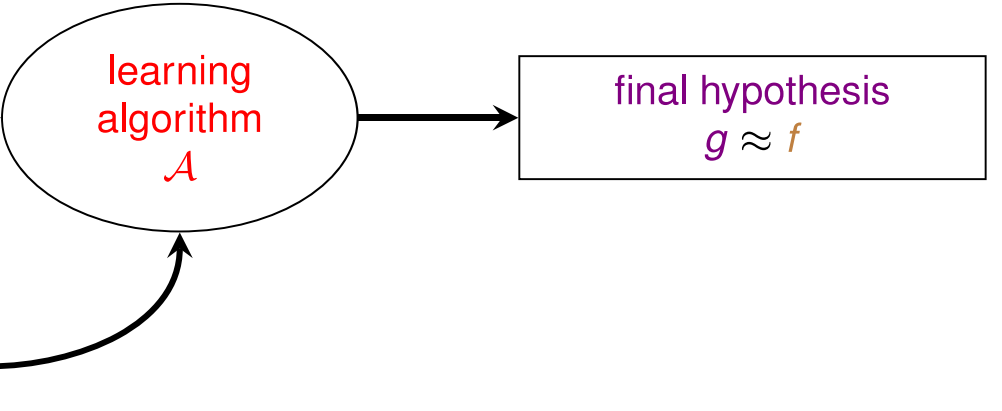 learning
algorithm
𝒜
final hypothesis
g ≈ f